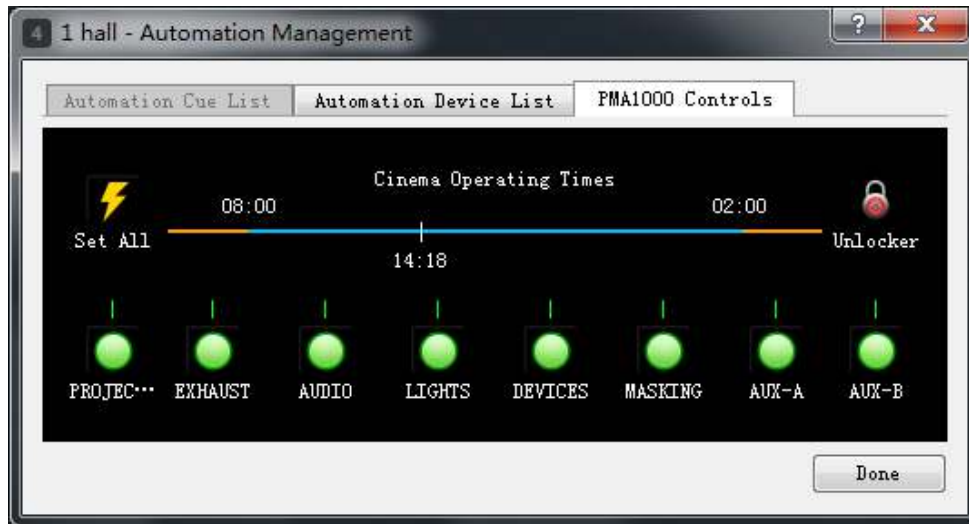 4 1 hall - Automation Management ? X
Automation Cue List Automation Device List PMA1000 Controls
Cinema Operating Times
08:00 02:00
Set All Unlocker
14:18
PROJEC··· EXHAUST AUDIO LIGHTS DEVICES MASKING AUX-A AUX-B
Done